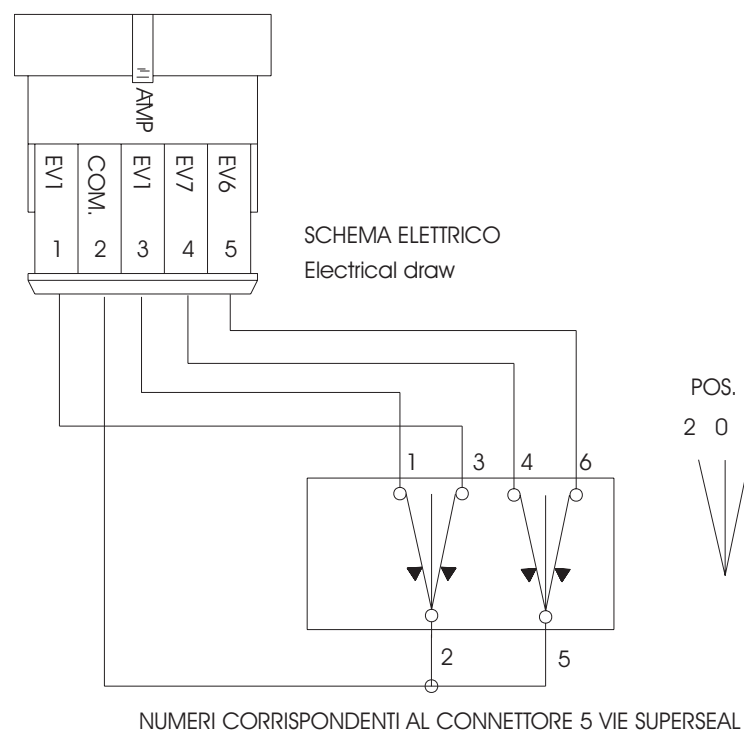 AMP
EV1 COM. EV1 EV7 EV6
1 2 3 4 5
SCHEMA ELETTRICO
Electrical draw
POS.
2 0
1 3 4 6
2 5
NUMERI CORRISPONDENTI AL CONNETTORE 5 VIE SUPERSEAL